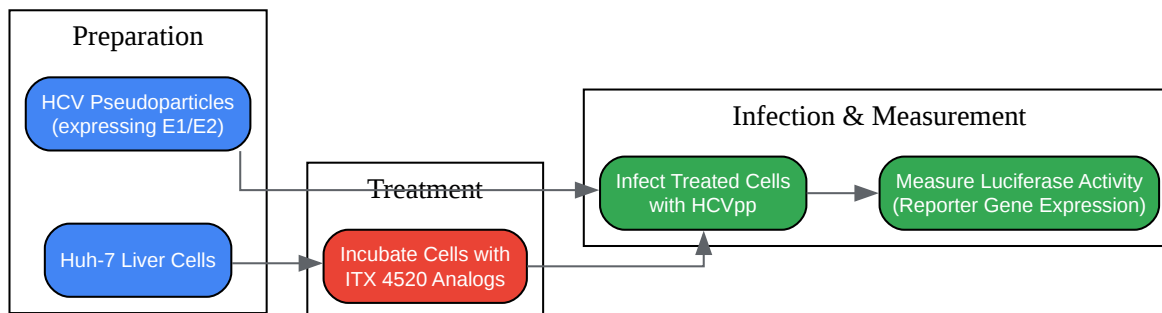 Preparation
HCV Pseudoparticles
(expressing E1/E2)
Huh-7 Liver Cells
Treatment
Incubate Cells with
ITX 4520 Analogs
Infection & Measurement
Infect Treated Cells
with HCVpp
Measure Luciferase Activity
(Reporter Gene Expression)